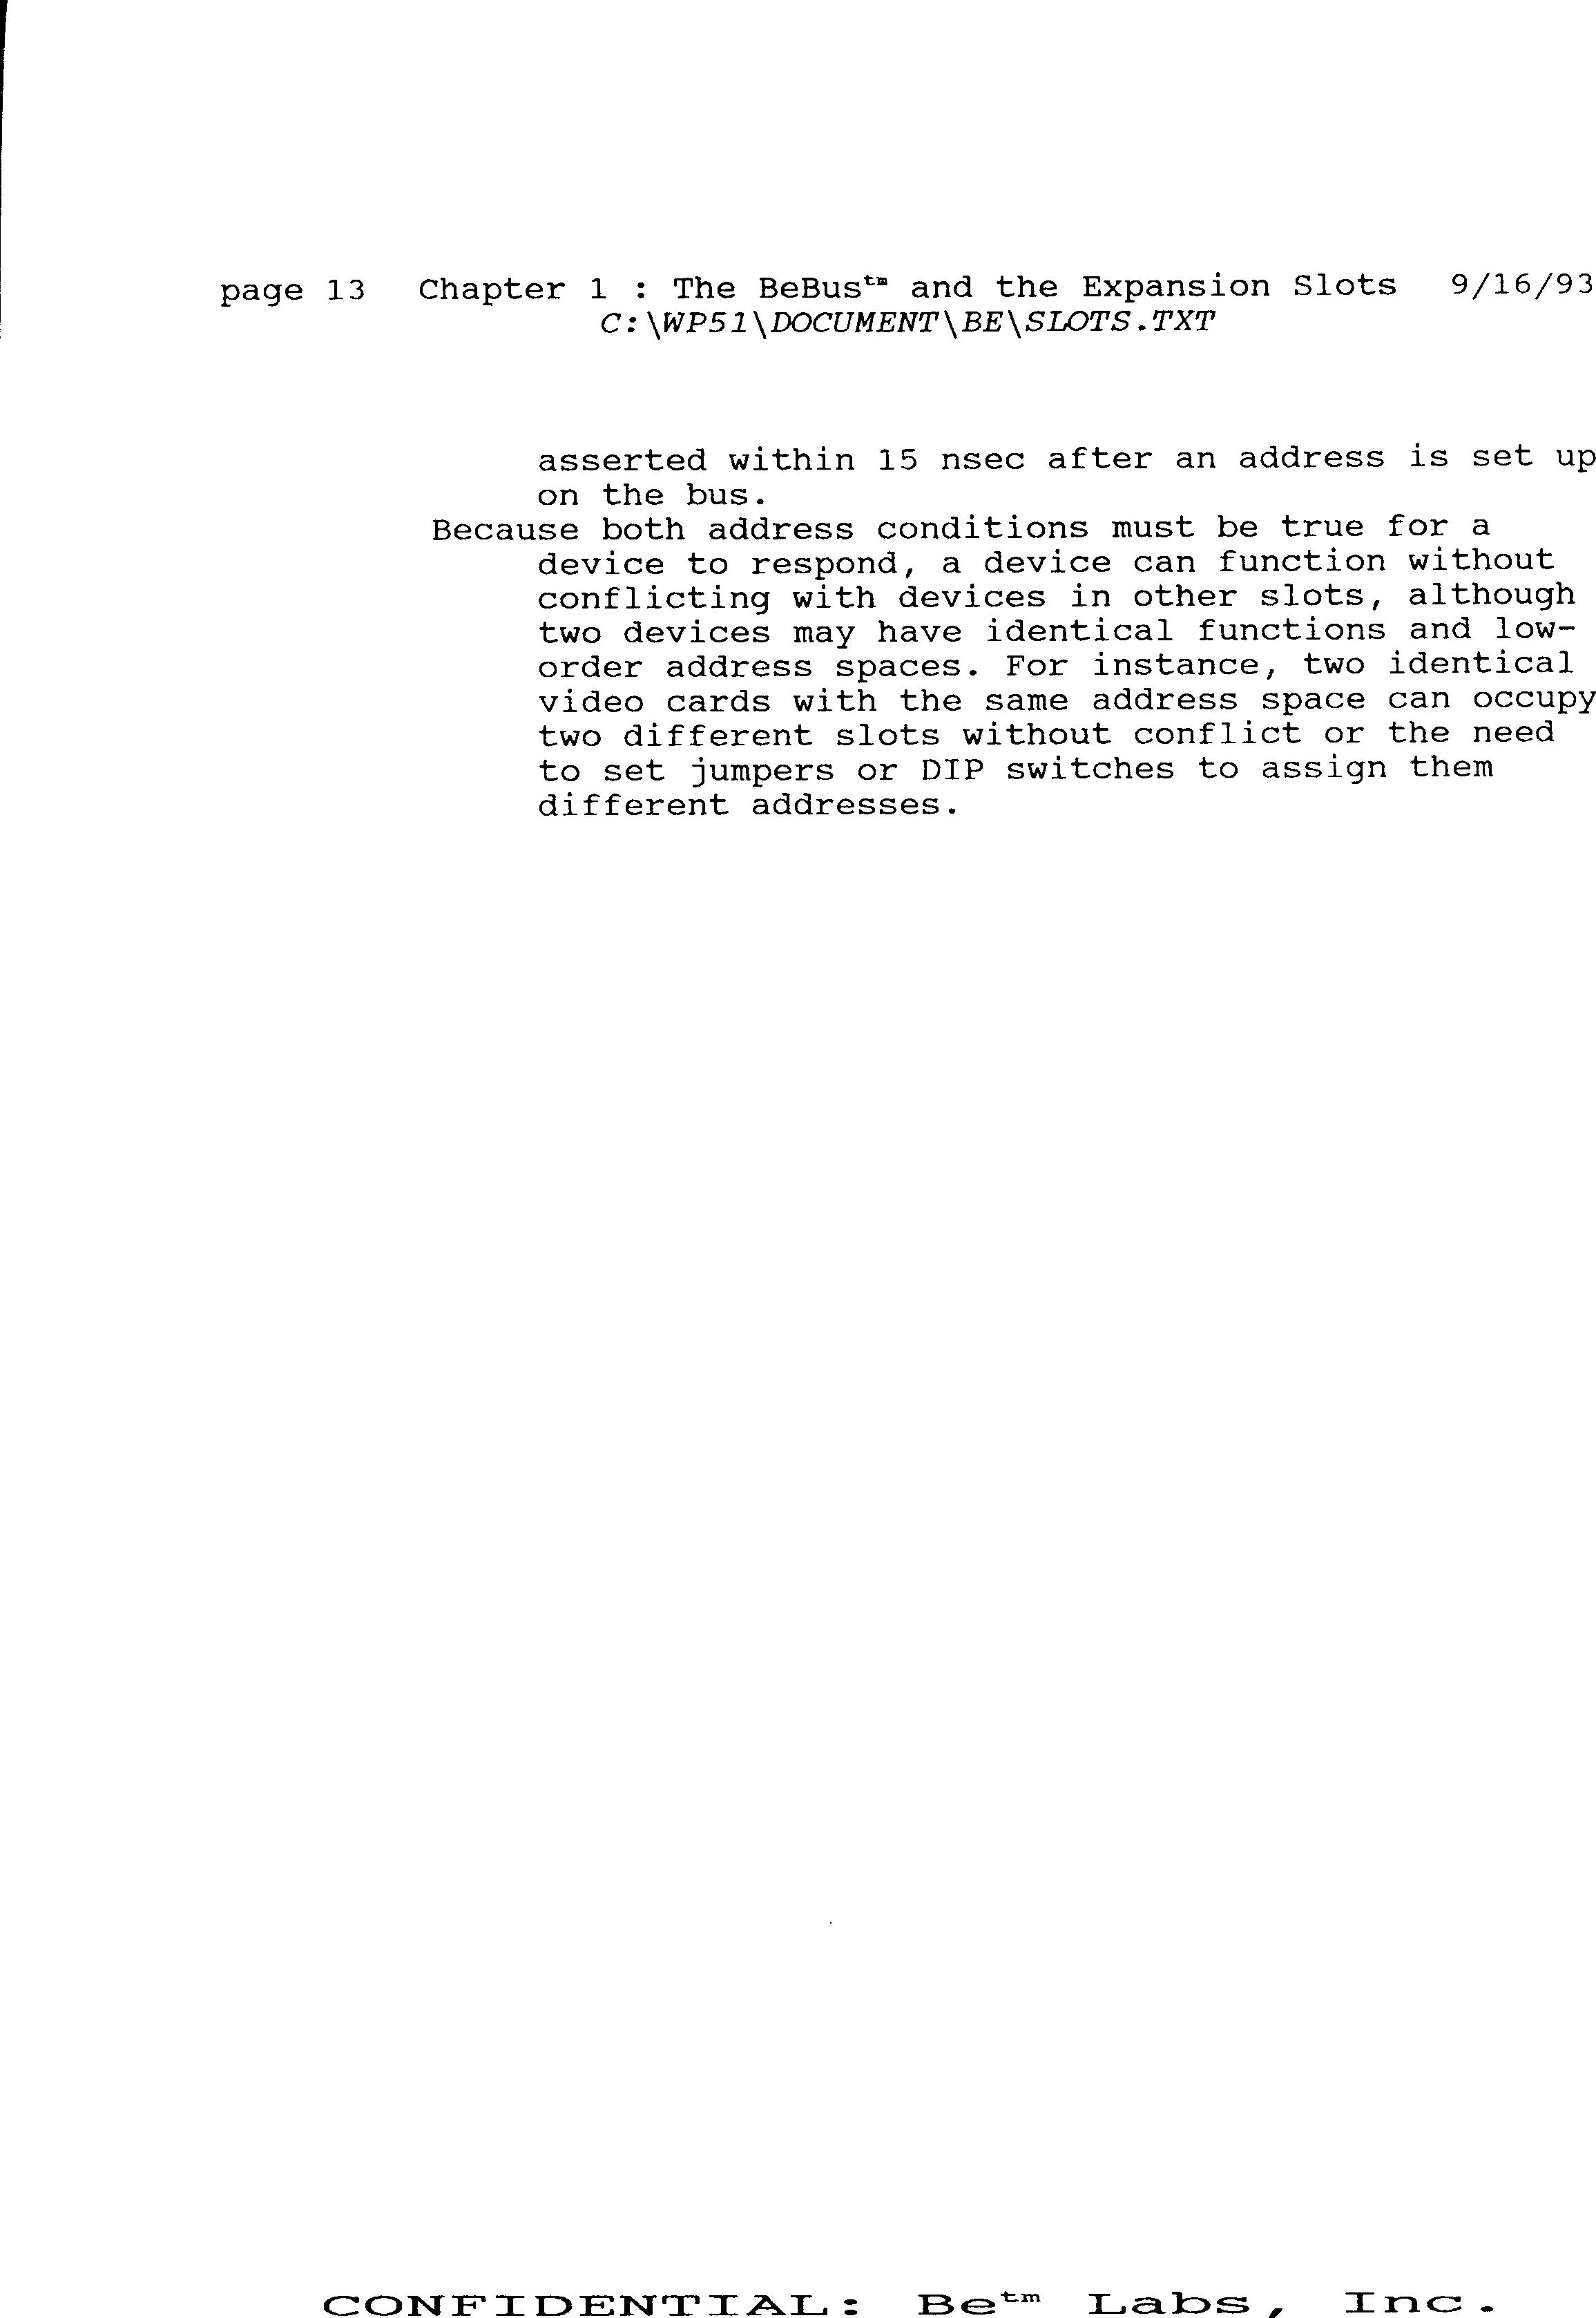 page 13 Chapter 1 : The BeBus™ and the Expansion Slots 9/16/93
C:\WP51\DOCUMENT\BE\SLOTS.TXT
asserted within 15 nsec after an address is set up
on the bus.
Because both address conditions must be true for a
device to respond, a device can function without
conflicting with devices in other slots, although
two devices may have identical functions and low-
order address spaces. For instance, two identical
video cards with the same address space can occupy
two different slots without conflict or the need
to set jumpers or DIP switches to assign them
different addresses.
CONFIDENTIAL: Be™ Labs, Inc.